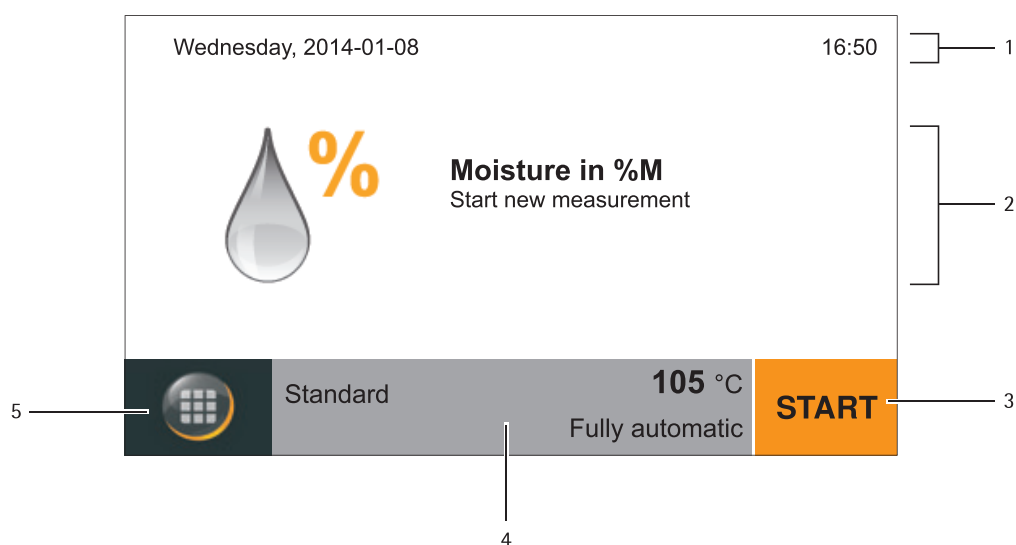 Wednesday, 2014-01-08 16:50 1
%
Moisture in %M
Start new measurement
2
Standard 105 °C
Fully automatic
START
3
5
4